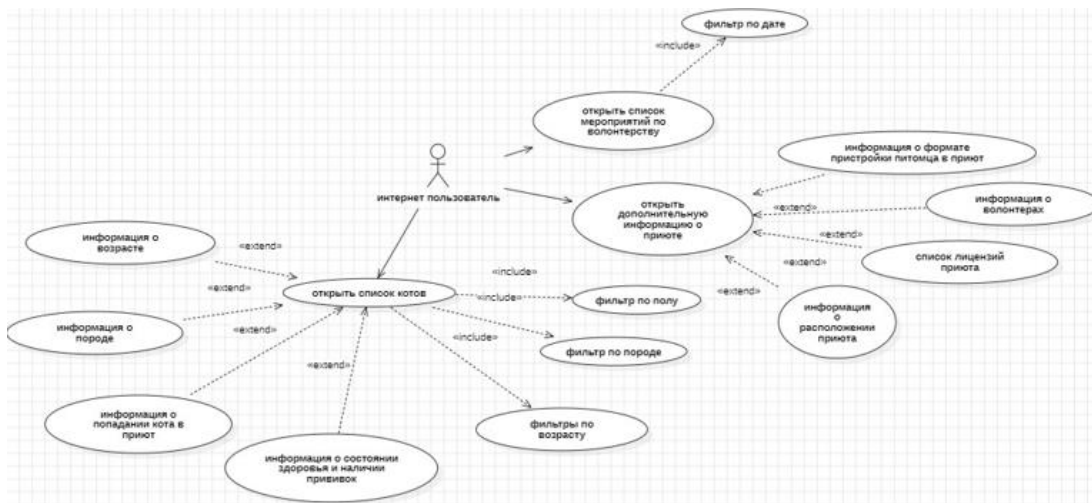 фильтр по дате
«include»
открыть список
мероприятий по
волонтерству
информация о формате
пристройки питомца в приют
интернет пользователь
открыть
дополнительную
информацию о
приюте
«extend»
информация о
волонтерах
«extend»
список лицензий
приюта
«extend»
«extend»
информация
о
расположении
приюта
информация о
возрасте
«extend»
«extend»
открыть список котов
«include»
«include»
фильтр по полу
информация о
породе
«extend»
«include»
фильтр по породе
«extend»
информация о
попадании кота в
приют
фильтры по
возрасту
информация о состоянии
здоровья и наличии
прививок